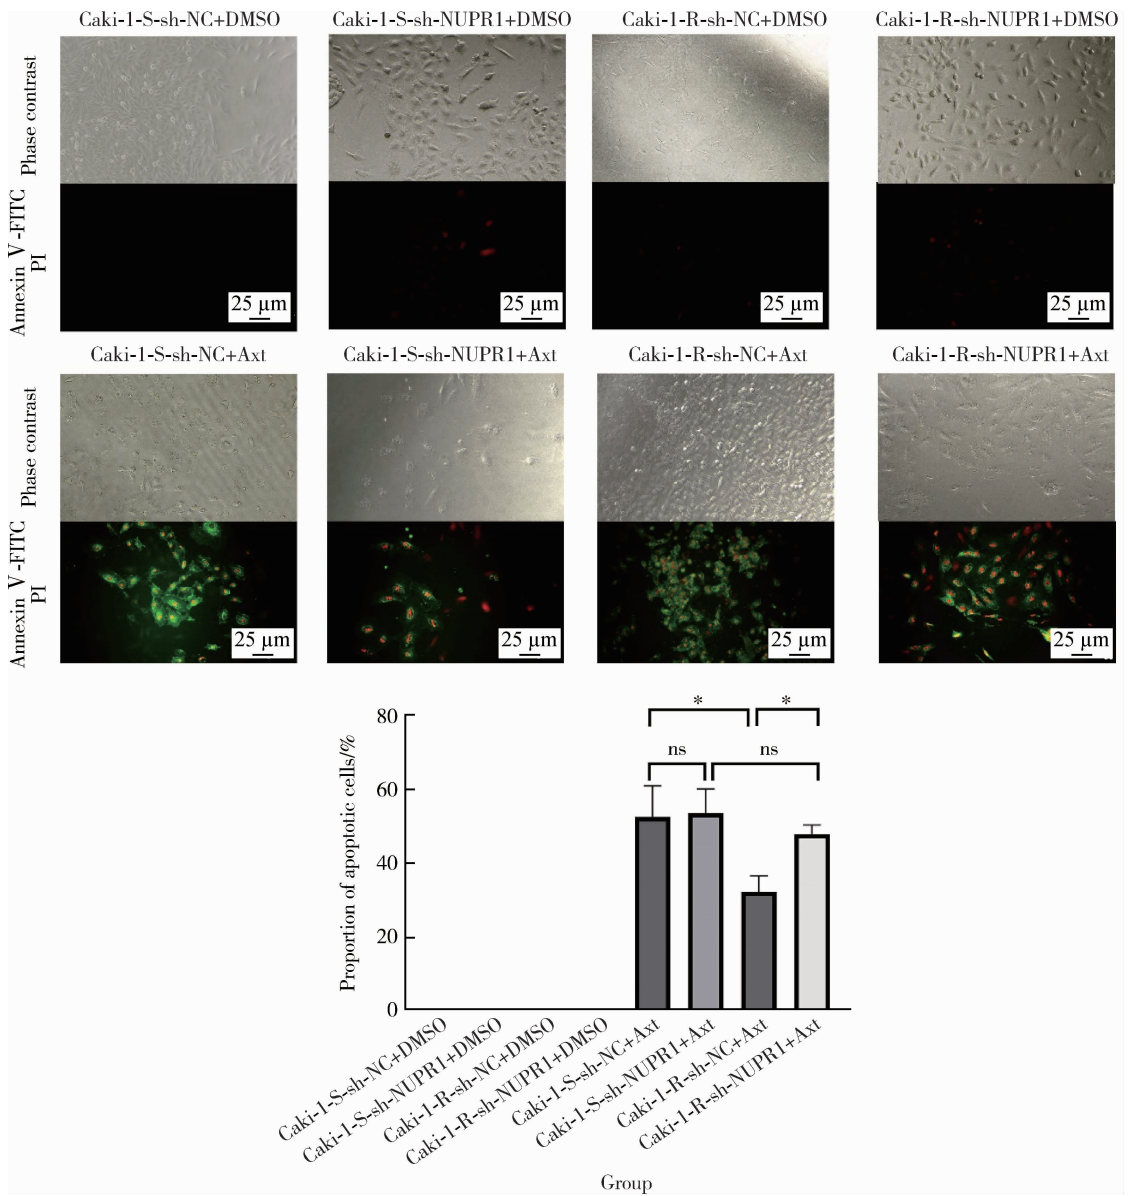 Caki-1-S-sh-NC+DMSO
Caki-1-S-sh-NUPR1+DMSO
Caki-1-R-sh-NC+DMSO
Caki-1-R-sh-NUPR1+DMSO
Phase contrast
Annexin V-FITC
PI
25 µm
25 µm
25 µm
25 µm
Caki-1-S-sh-NC+Axt
Caki-1-S-sh-NUPR1+Axt
Caki-1-R-sh-NC+Axt
Caki-1-R-sh-NUPR1+Axt
Phase contrast
Annexin V-FITC
PI
25 µm
25 µm
25 µm
25 µm
Proportion of apoptotic cells/%
80
60
40
20
0
*
*
ns
ns
Caki-1-S-sh-NC+DMSO
Caki-1-S-sh-NUPR1+DMSO
Caki-1-R-sh-NC+DMSO
Caki-1-R-sh-NUPR1+DMSO
Caki-1-S-sh-NC+Axt
Caki-1-S-sh-NUPR1+Axt
Caki-1-R-sh-NC+Axt
Caki-1-R-sh-NUPR1+Axt
Group